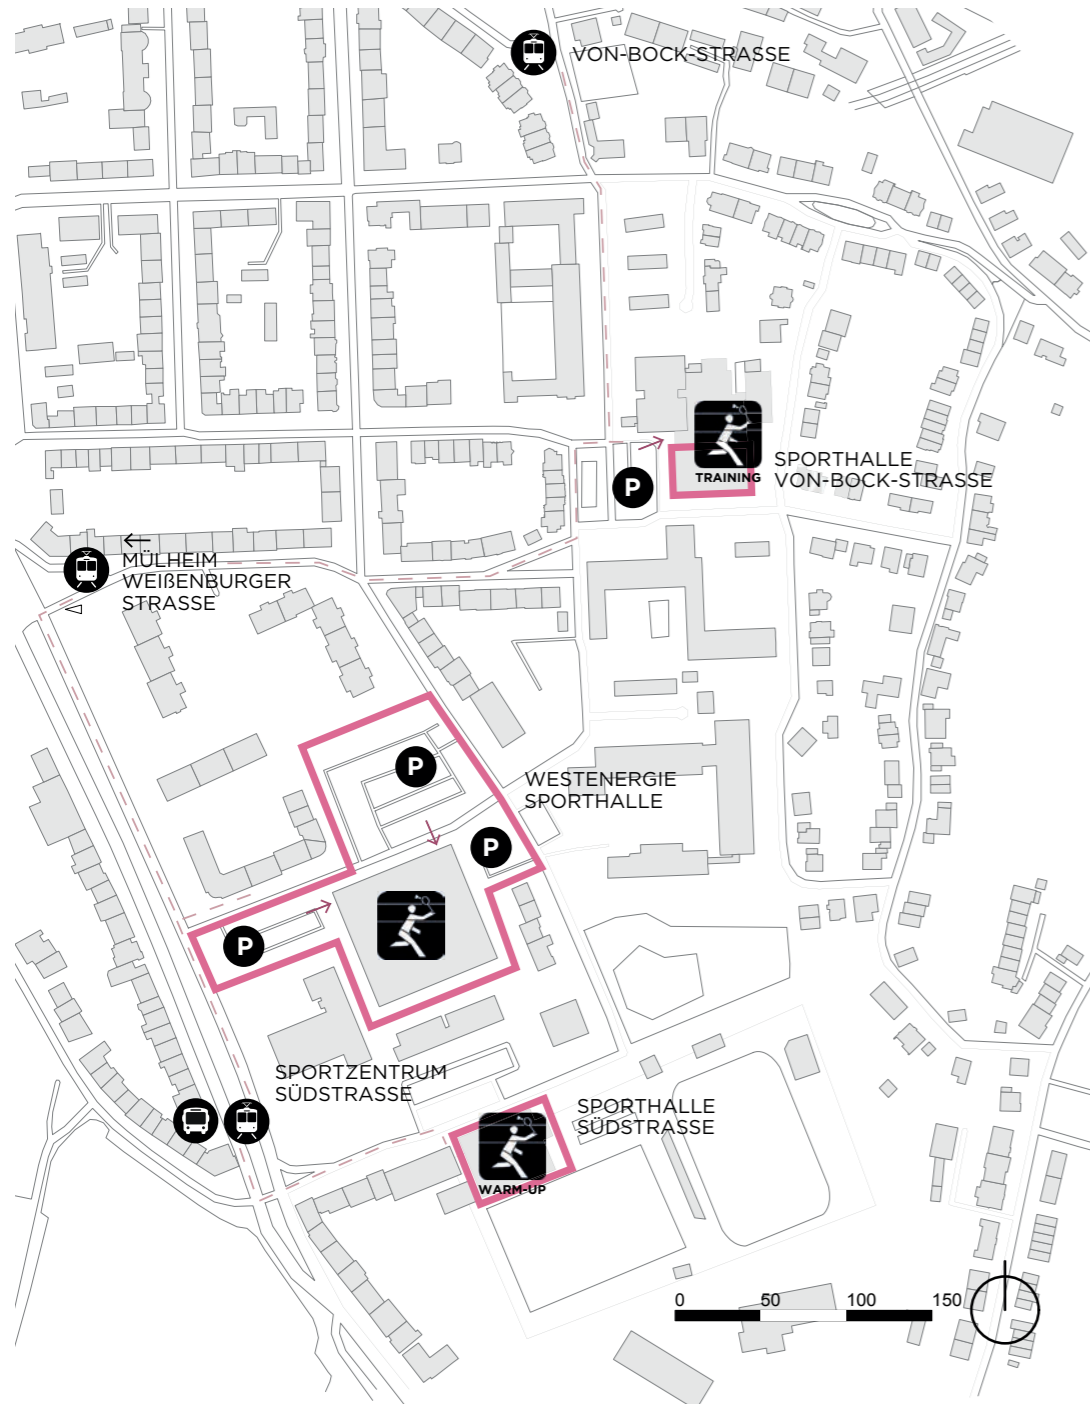 VON-BOCK-STRASSE
SPORTHALLE
VON-BOCK-STRASSE
TRAINING
P
MÜLHEIM
WEIßENBURGER
STRASSE
P
WESTENERGIE
SPORTHALLE
P
P
SPORTZENTRUM
SÜDSTRASSE
SPORTHALLE
SÜDSTRASSE
WARM-UP
0 50 100 150